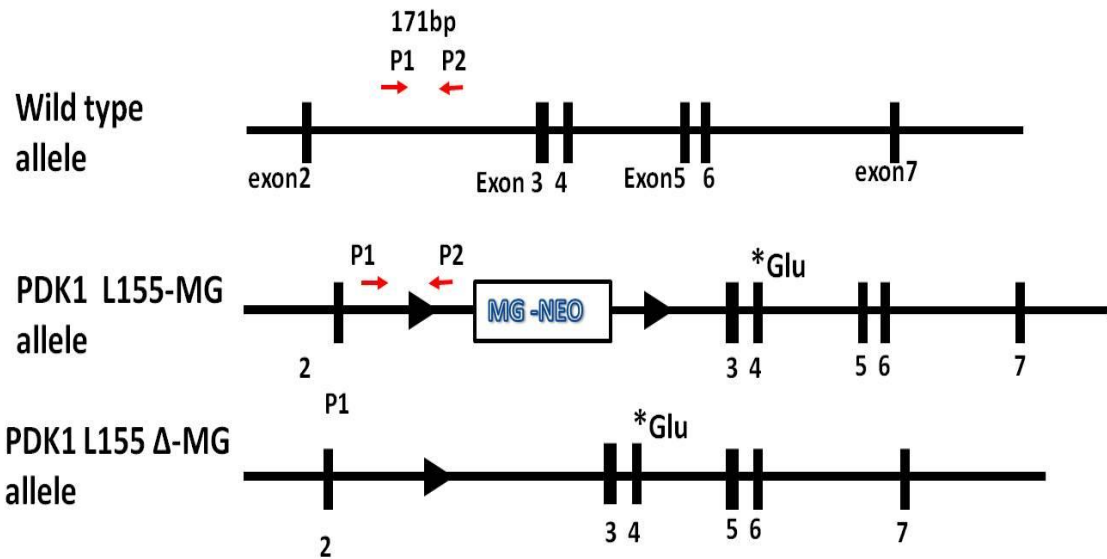 171bp
P1 P2
Wild type
allele
exon2 Exon 3 4 Exon5 6 exon7
P1 P2
*Glu
PDK1 L155-MG
allele
MG -NEO
2 3 4 5 6 7
P1
*Glu
PDK1 L155 Δ-MG
allele
2 3 4 5 6 7